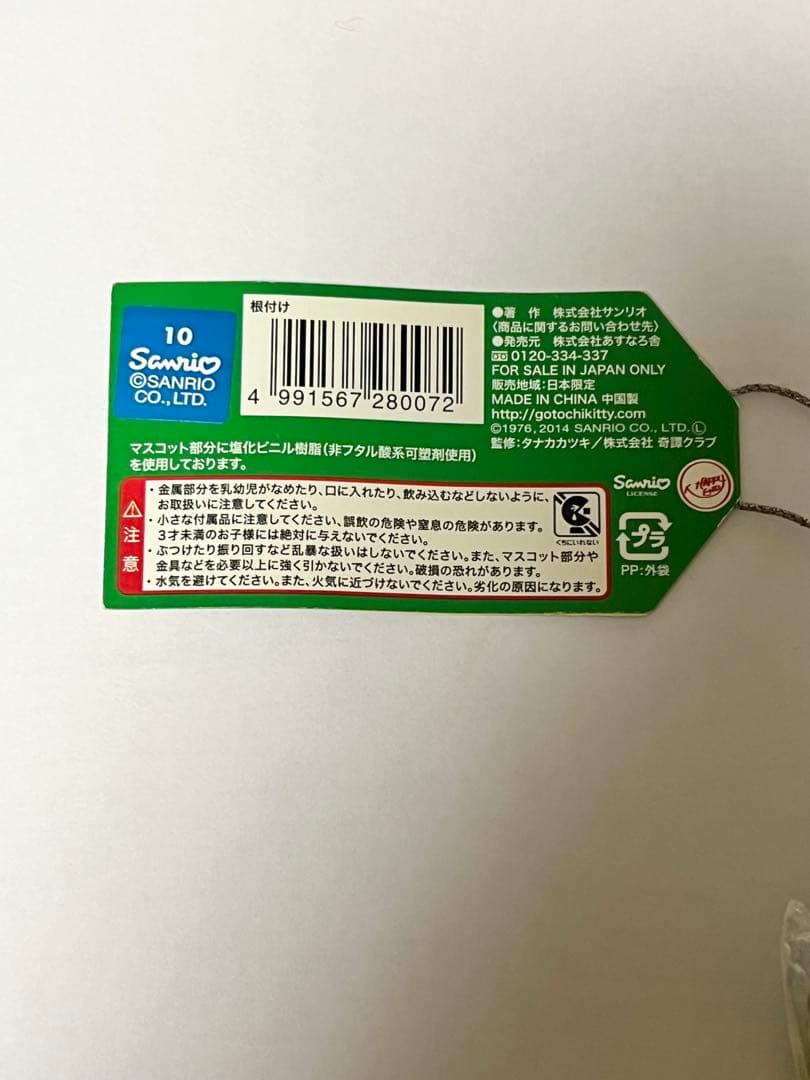 10
Sanrio
©SANRIO
CO.,LTD.
根付け
4 991567 280072
●著 作 株式会社サンリオ
〈商品に関するお問い合わせ先〉
●発売元 株式会社あすなろ舎
0120-334-337
FOR SALE IN JAPAN ONLY
販売地域:日本限定
MADE IN CHINA 中国製
http://gotochikitty.com/
©1976, 2014 SANRIO CO., LTD. Ⓛ
監修:タナカカツキ/株式会社 奇譚クラブ
マスコット部分に塩化ビニル樹脂(非フタル酸系可塑剤使用)
を使用しております。
注意
・金属部分を乳幼児がなめたり、口に入れたり、飲み込むなどしないように、
お取扱いに注意してください。
・小さな付属品に注意してください、誤飲の危険や窒息の危険があります。
3才未満のお子様には絶対に与えないでください。
・ぶつけたり振り回すなど乱暴な扱いはしないでください。また、マスコット部分や
金具などを必要以上に強く引かないでください。破損の恐れがあります。
・水気を避けてください。また、火気に近づけないでください。劣化の原因になります。
くちにいれない
Sanrio
LICENSE
プラ
PP:外袋